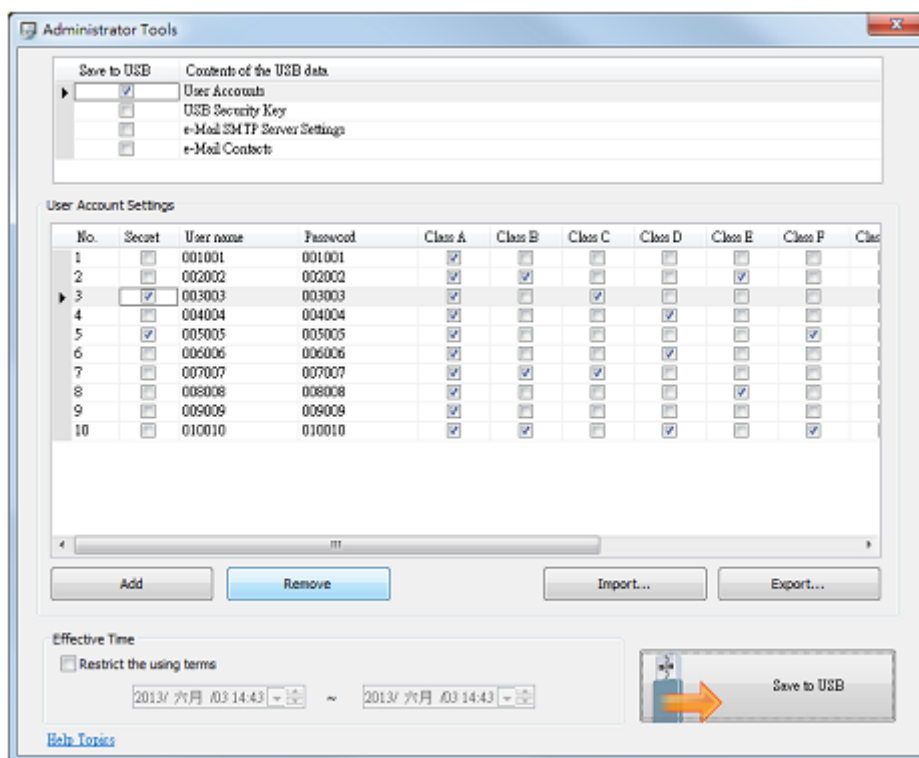 Administrator Tools
Save to USB Contents of the USB data.
User Accounts
USB Security Key
e-Mail SMTP Server Settings
e-Mail Contacts
User Account Settings
No. Secret User name Password Class A Class B Class C Class D Class E Class F Clas
1 001001 001001
2 002002 002002
3 003003 003003
4 004004 004004
5 005005 005005
6 006006 006006
7 007007 007007
8 008008 008008
9 009009 009009
10 010010 010010
Add Remove Import... Export...
Effective Time
Restrict the using terms
2013/ 六月 /03 14:43 ~ 2013/ 六月 /03 14:43
Save to USB
Help Topics